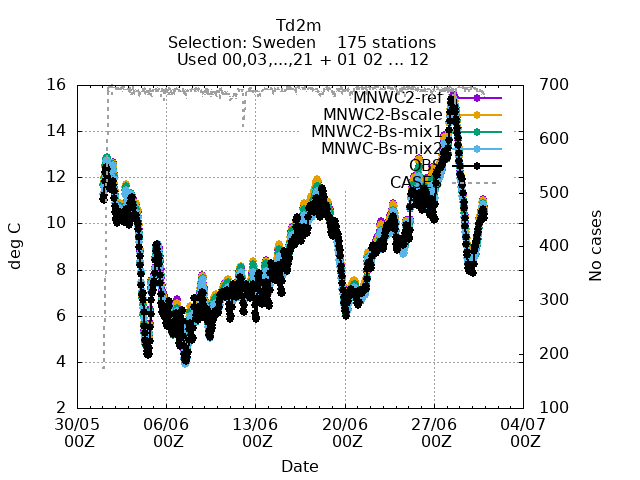 Td2m
Selection: Sweden    175 stations
Used 00,03,...,21 + 01 02 ... 12
16
14
12
10
8
6
4
2
deg C
700
600
500
400
300
200
100
No cases
MNWC2-ref
MNWC2-Bscale
MNWC2-Bs-mix1
MNWC-Bs-mix2
OBS
30/05 06/06 13/06 20/06 27/06 04/07
00Z 00Z 00Z 00Z 00Z 00Z
Date